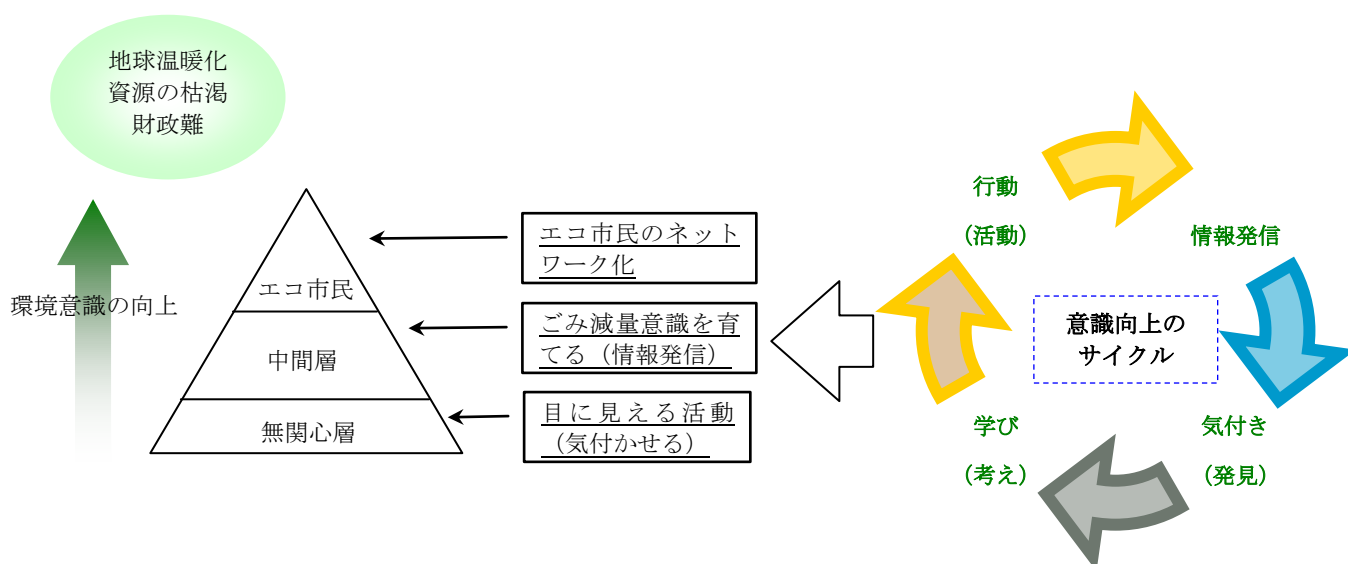 地球温暖化
資源の枯渇
財政難
環境意識の向上
エコ市民
中間層
無関心層
エコ市民のネット
ワーク化
ごみ減量意識を育
てる（情報発信）
目に見える活動
（気付かせる）
行動
（活動）
情報発信
意識向上の
サイクル
学び
（考え）
気付き
（発見）